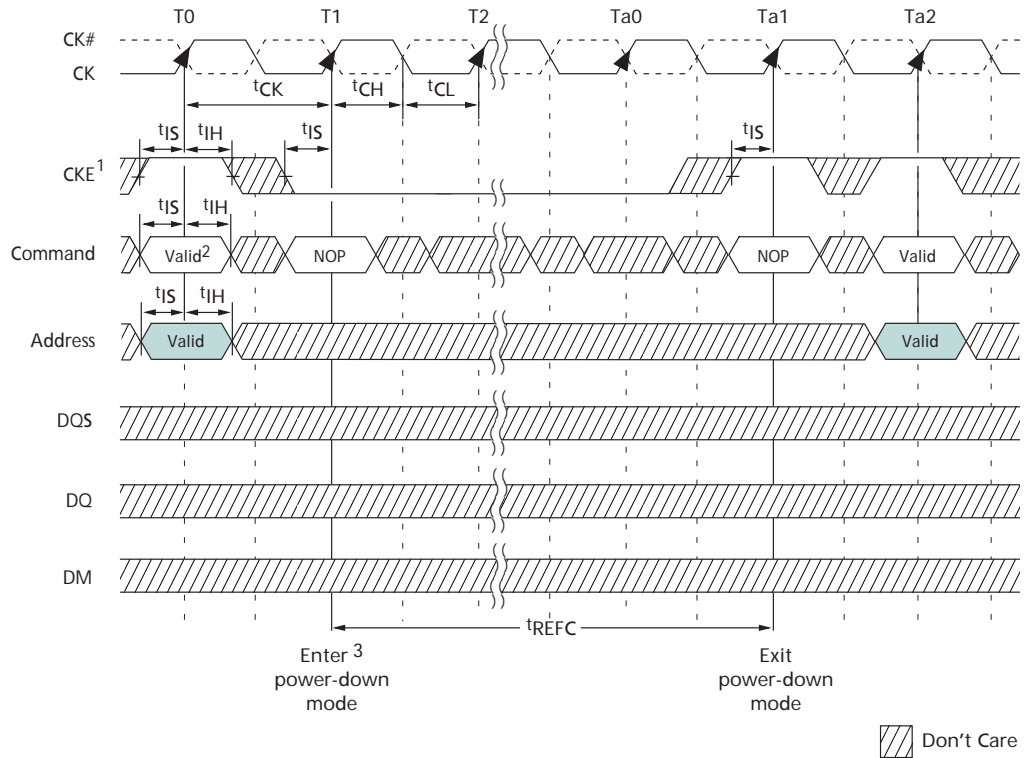 T0 T1 T2 Ta0 Ta1 Ta2
CK#
CK
tCK tCH tCL
tIS tIH tIS tIS
CKE1
tIS tIH
Command Valid2 NOP NOP Valid
tIS tIH
Address Valid Valid
DQS
DQ
DM
tREFC
Enter 3
power-down
mode
Exit
power-down
mode
Don't Care